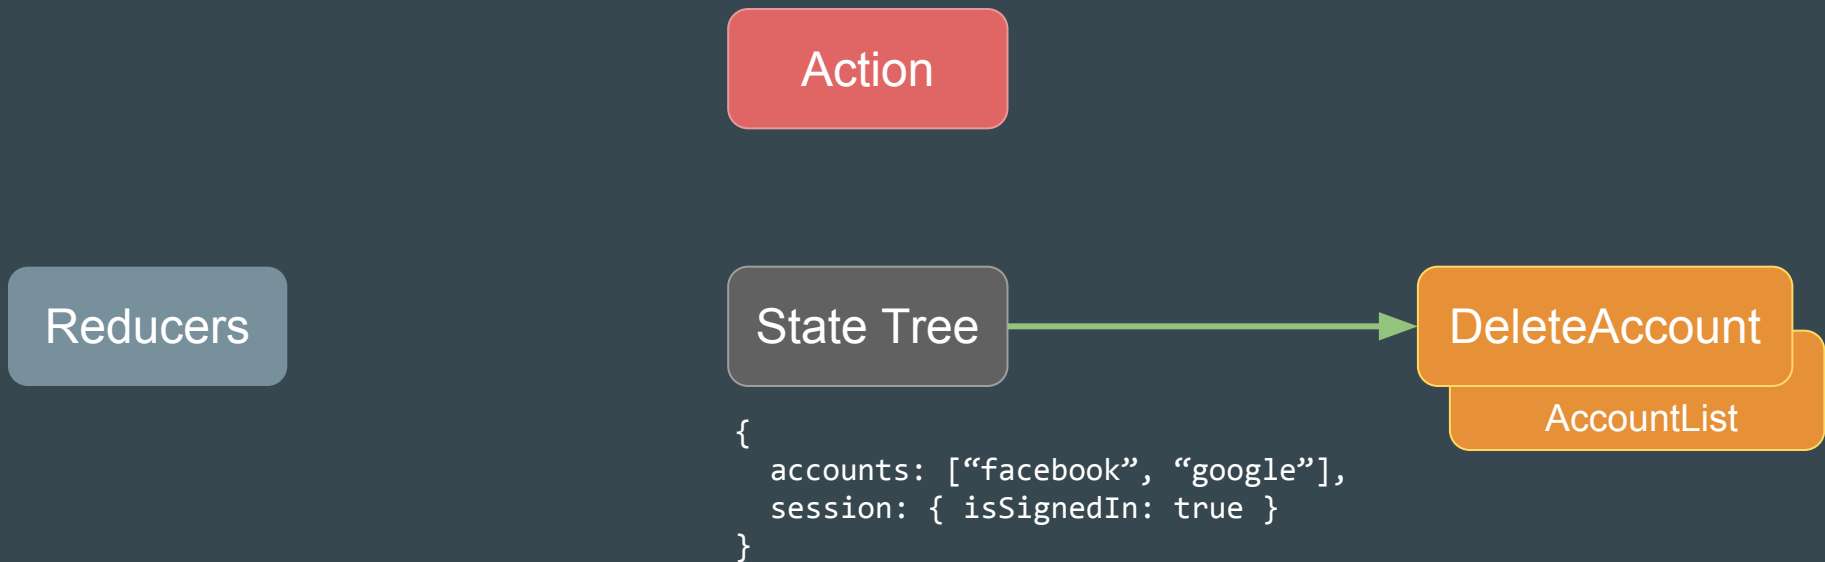 Action
Reducers
State Tree
DeleteAccount
AccountList
{
  accounts: [“facebook”, “google”],
  session: { isSignedIn: true }
}